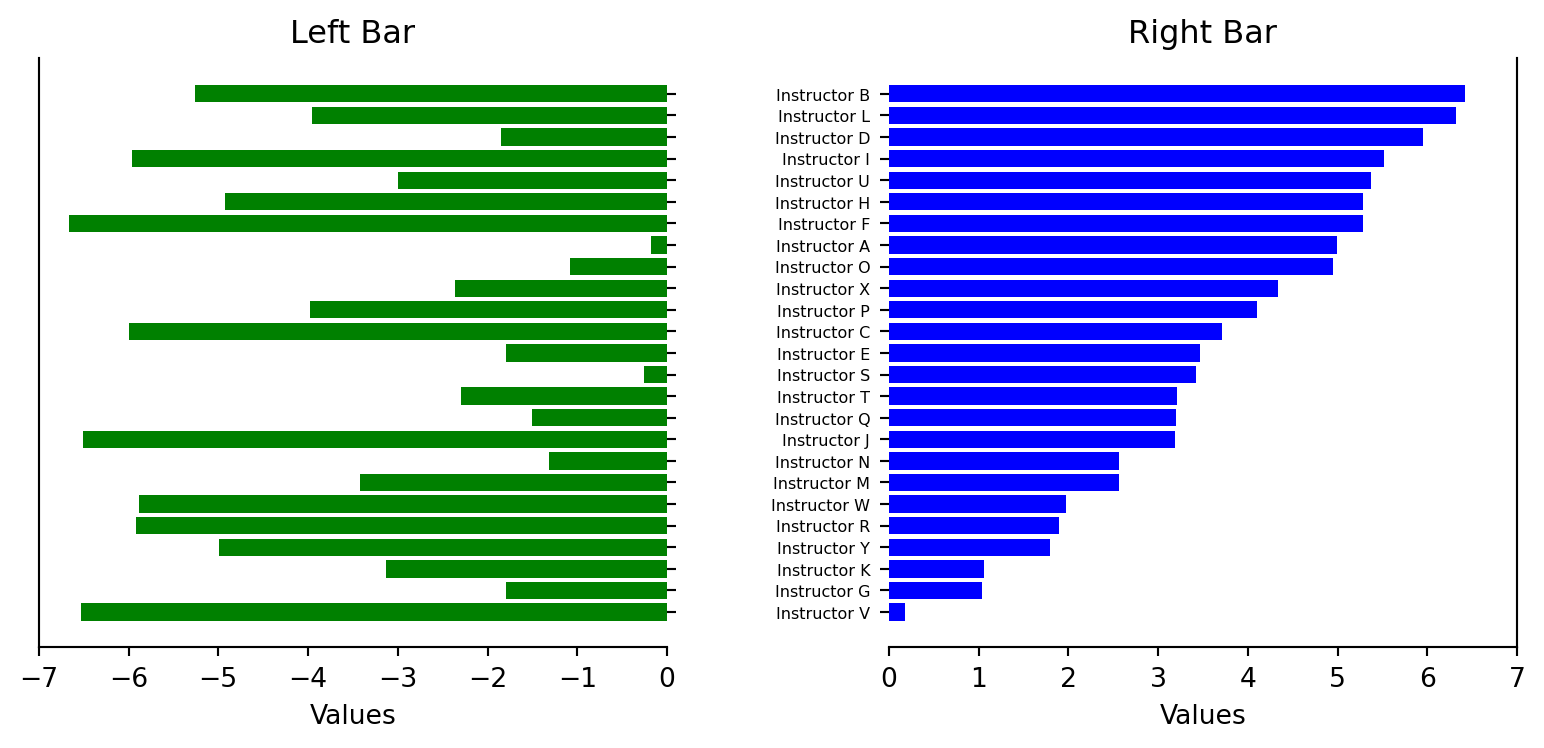 Left Bar
Right Bar
Instructor B
Instructor L
Instructor D
Instructor I
Instructor U
Instructor H
Instructor F
Instructor A
Instructor O
Instructor X
Instructor P
Instructor C
Instructor E
Instructor S
Instructor T
Instructor Q
Instructor J
Instructor N
Instructor M
Instructor W
Instructor R
Instructor Y
Instructor K
Instructor G
Instructor V
−7 −6 −5 −4 −3 −2 −1 0
0 1 2 3 4 5 6 7
Values
Values